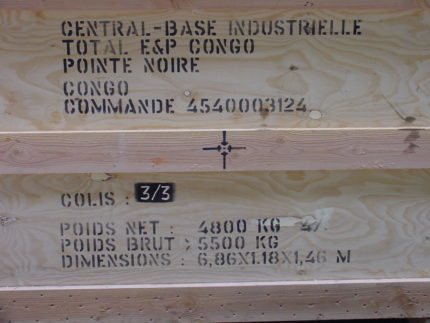 CENTRAL-BASE INDUSTRIELLE
TOTAL E&P CONGO
POINTE NOIRE
CONGO
COMMANDE 4540003124
COLIS : 3/3
POIDS NET : 4800 KG
POIDS BRUT : 5500 KG
DIMENSIONS : 6,86X1.18X1,46 M